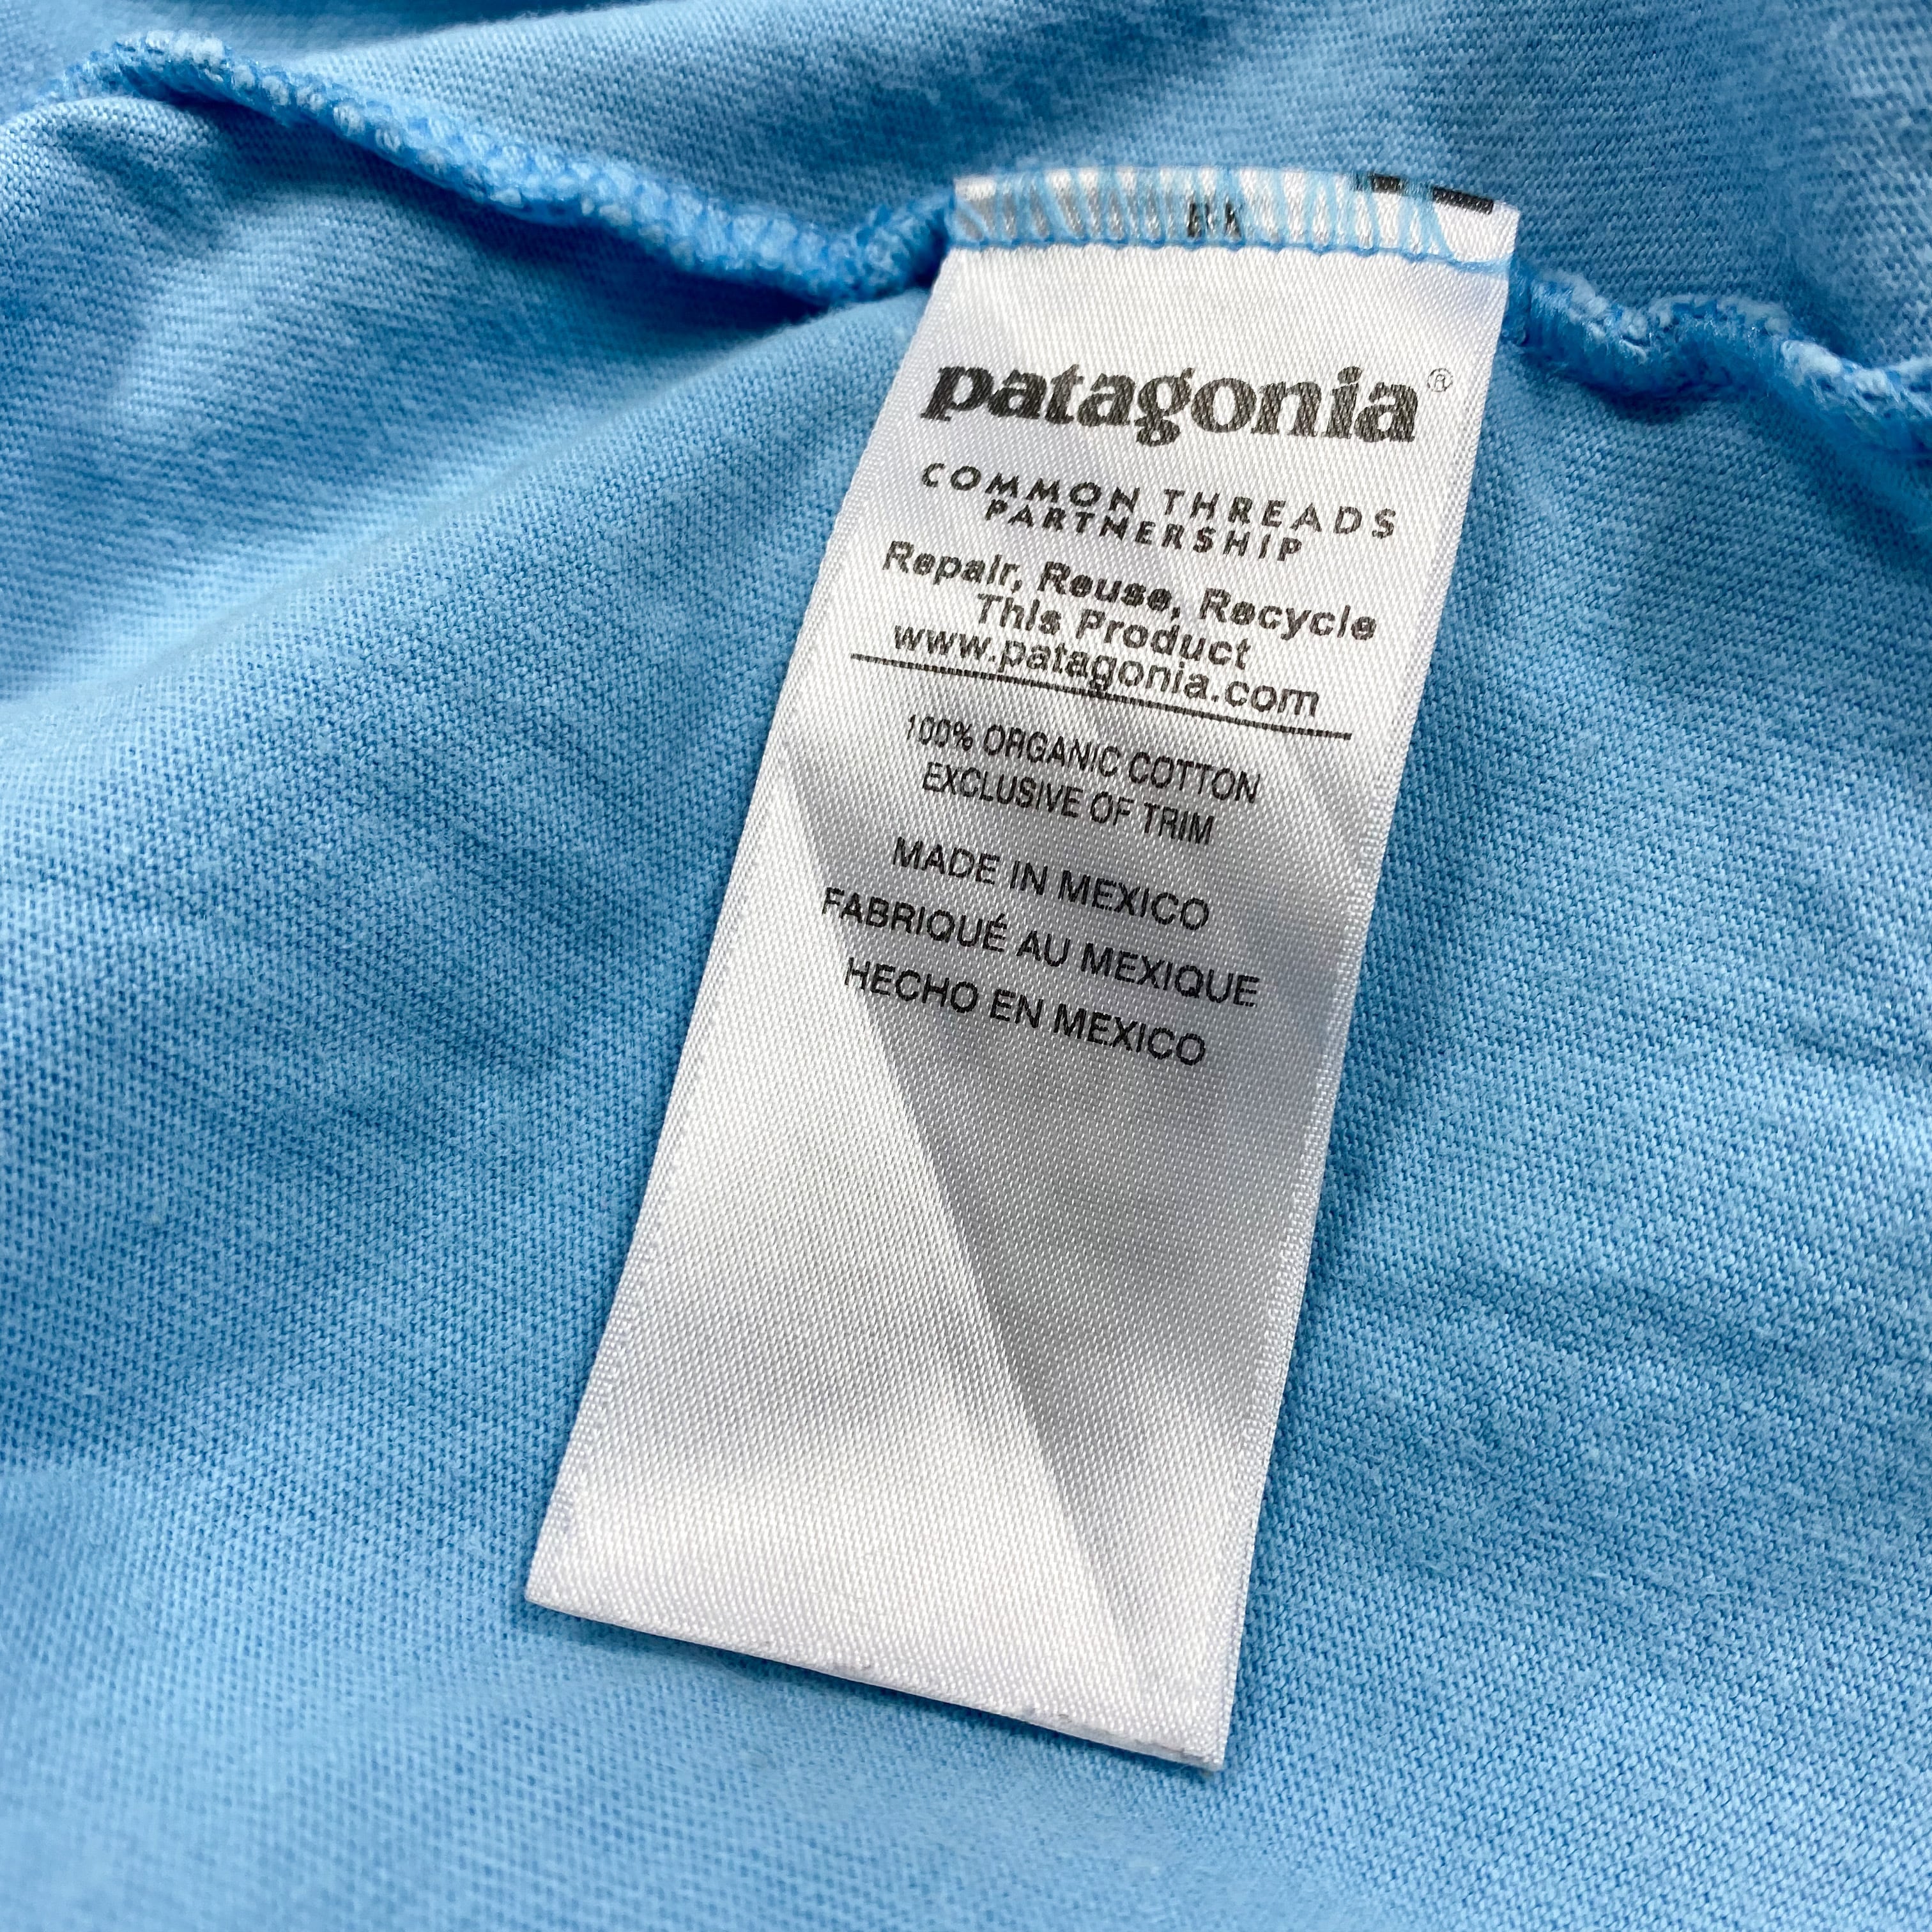 patagonia®
COMMON THREADS
PARTNERSHIP
Repair, Reuse, Recycle
This Product
www.patagonia.com
100% ORGANIC COTTON
EXCLUSIVE OF TRIM
MADE IN MEXICO
FABRIQUÉ AU MEXIQUE
HECHO EN MEXICO